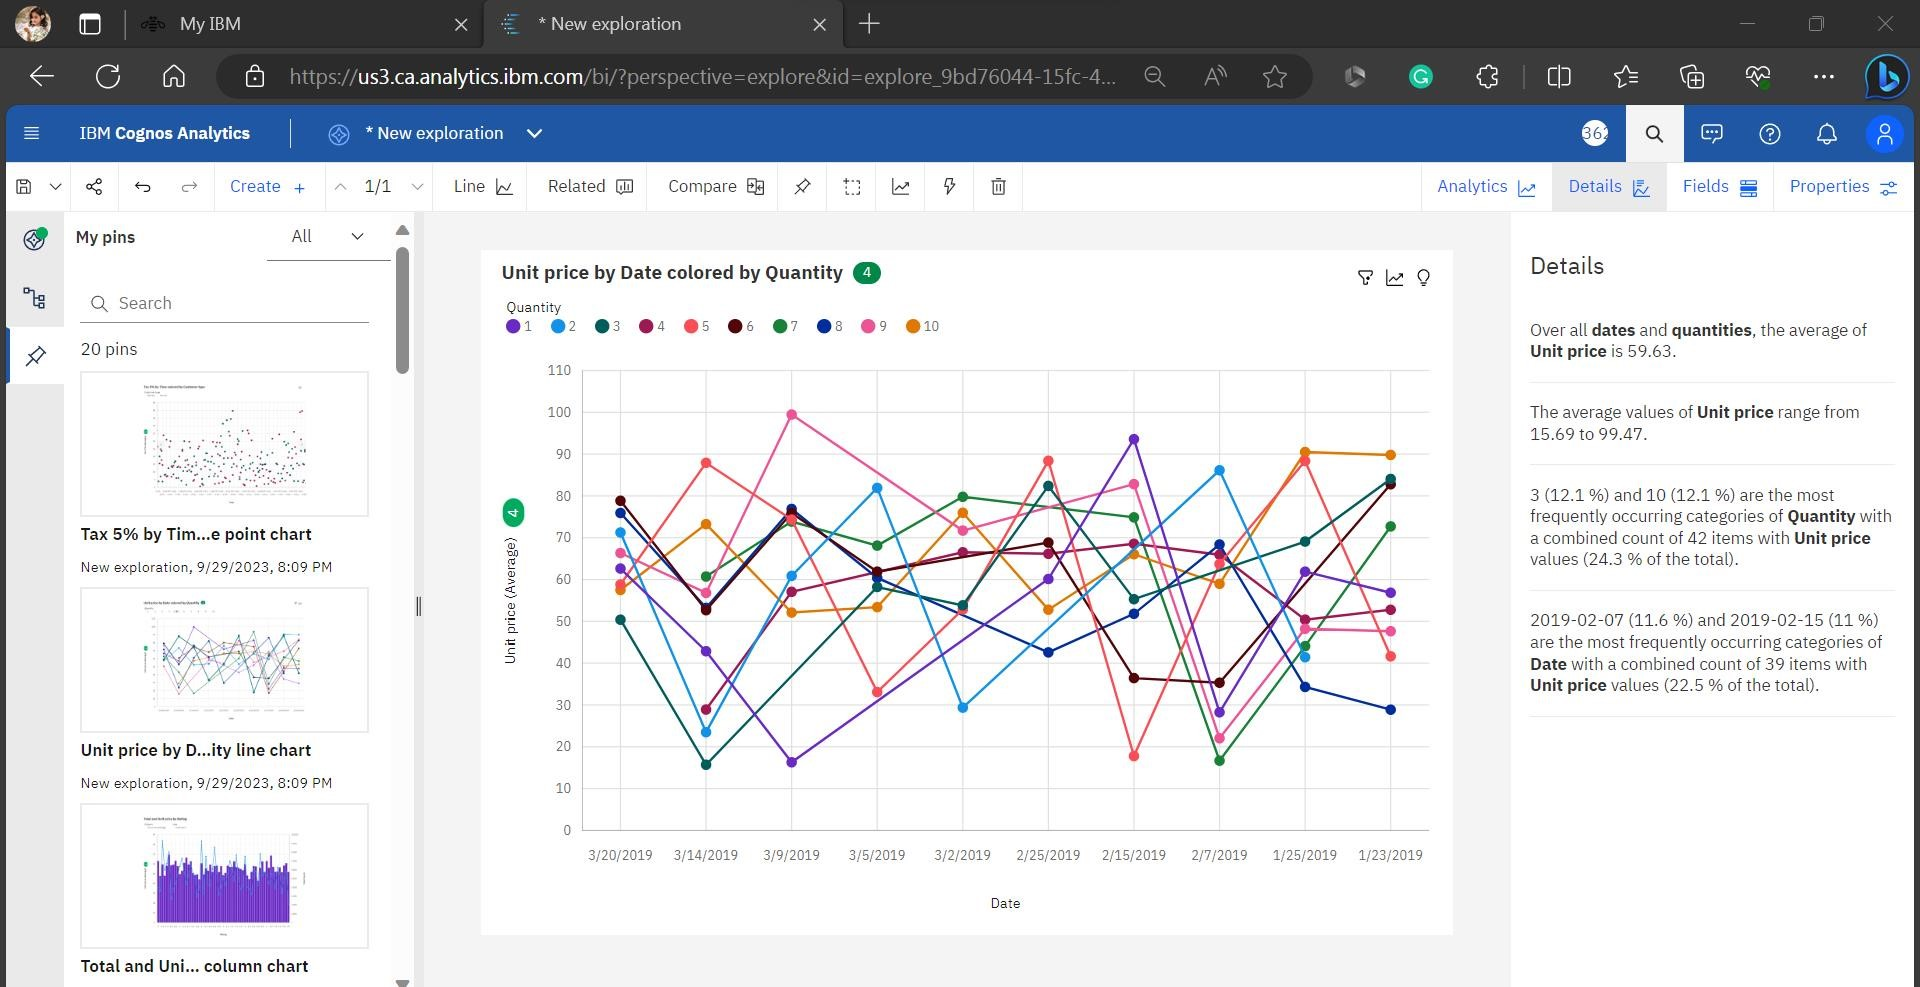 My IBM
* New exploration
https://us3.ca.analytics.ibm.com/bi/?perspective=explore&id=explore_9bd76044-15fc-4...
IBM Cognos Analytics
* New exploration
362
Create
1/1
Line
Related
Compare
Analytics
Details
Fields
Properties
My pins
All
Search
20 pins
Tax 5% by Tim...e point chart
New exploration, 9/29/2023, 8:09 PM
Unit price by D...ity line chart
New exploration, 9/29/2023, 8:09 PM
Total and Uni... column chart
Unit price by Date colored by Quantity 4
Quantity
1 2 3 4 5 6 7 8 9 10
110
100
90
80
70
60
50
40
30
20
10
0
4
Unit price (Average)
3/20/2019 3/14/2019 3/9/2019 3/5/2019 3/2/2019 2/25/2019 2/15/2019 2/7/2019 1/25/2019 1/23/2019
Date
Details
Over all dates and quantities, the average of
Unit price is 59.63.
The average values of Unit price range from
15.69 to 99.47.
3 (12.1 %) and 10 (12.1 %) are the most
frequently occurring categories of Quantity with
a combined count of 42 items with Unit price
values (24.3 % of the total).
2019-02-07 (11.6 %) and 2019-02-15 (11 %)
are the most frequently occurring categories of
Date with a combined count of 39 items with
Unit price values (22.5 % of the total).